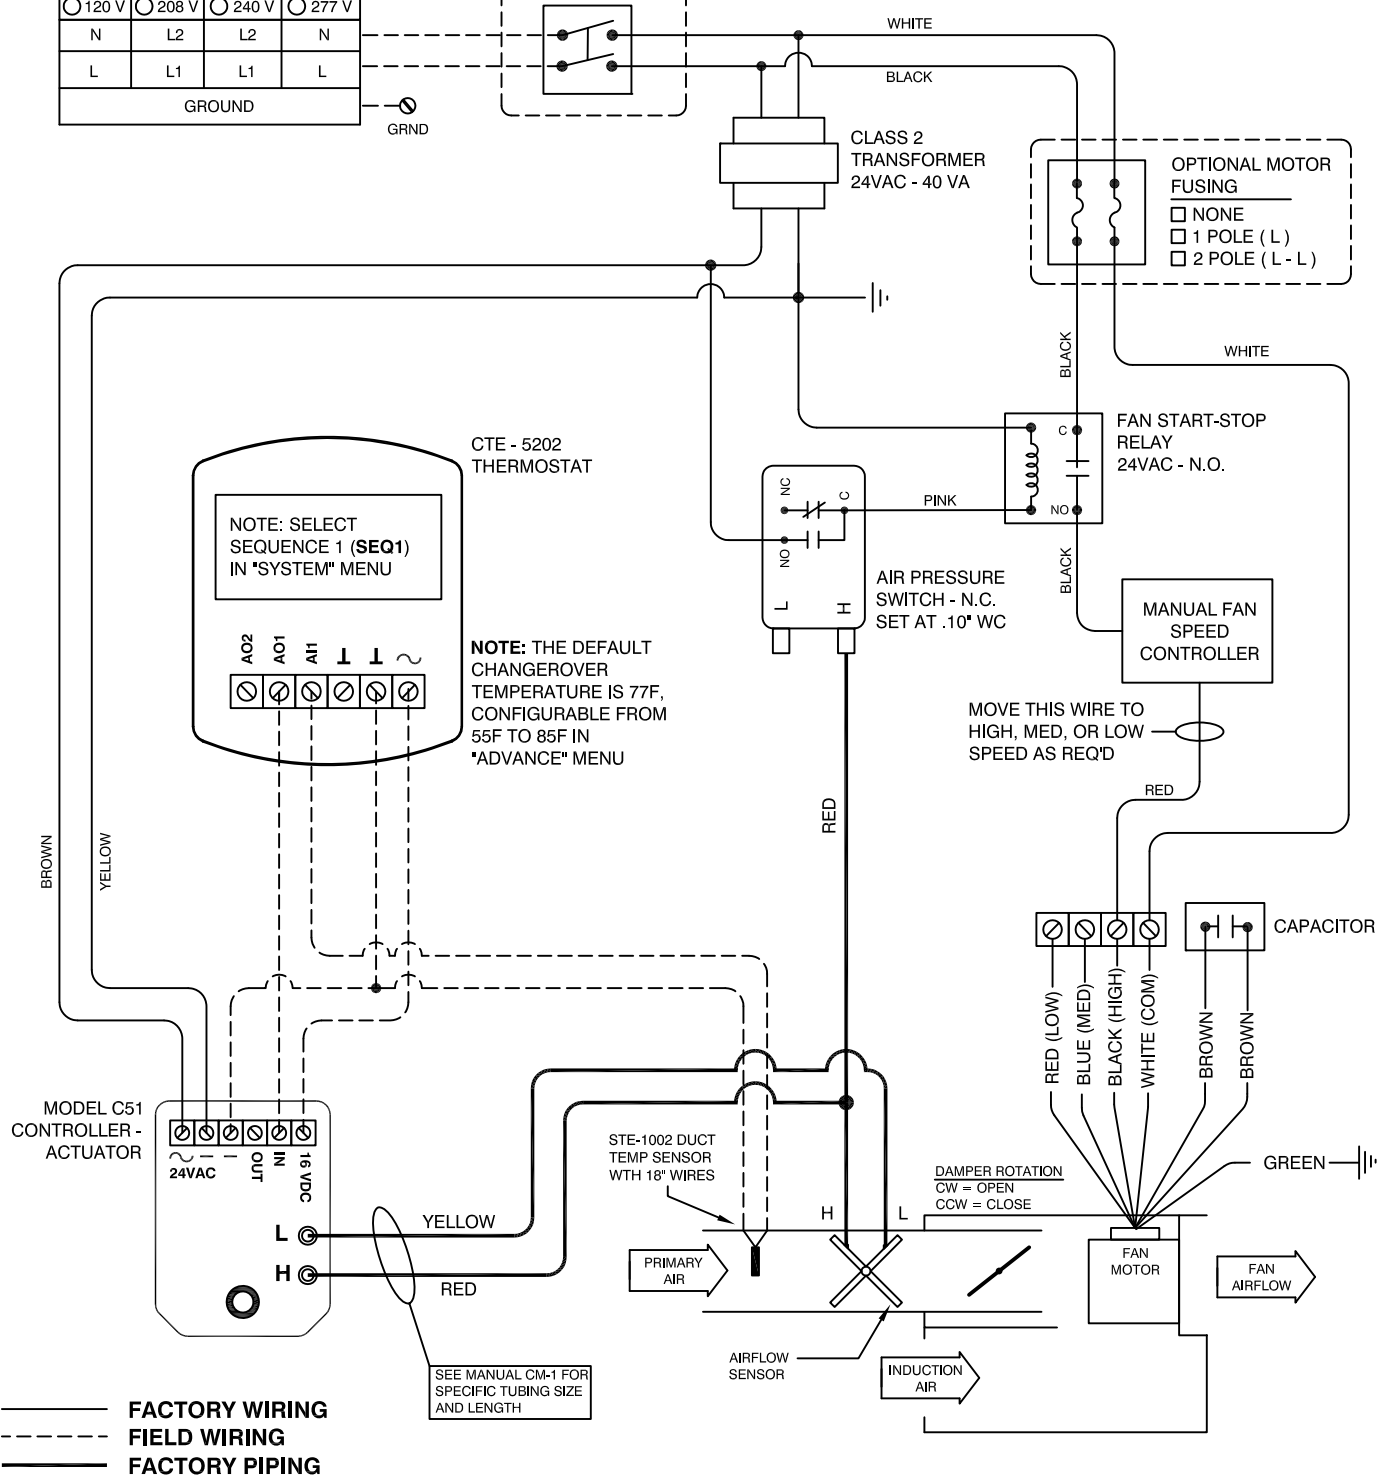 120 V 208 V 240 V 277 V
N L2 L2 N
L L1 L1 L
GROUND
GRND
WHITE
BLACK
CLASS 2
TRANSFORMER
24VAC - 40 VA
OPTIONAL MOTOR
FUSING
NONE
1 POLE ( L )
2 POLE ( L - L )
BLACK
WHITE
CTE - 5202
THERMOSTAT
NOTE: SELECT
SEQUENCE 1 (SEQ1)
IN "SYSTEM" MENU
AO2
AO1
AI1
NOTE: THE DEFAULT
CHANGEROVER
TEMPERATURE IS 77F,
CONFIGURABLE FROM
55F TO 85F IN
"ADVANCE" MENU
FAN START-STOP
RELAY
24VAC - N.O.
C
NO
PINK
NC
C
NO
L
H
AIR PRESSURE
SWITCH - N.C.
SET AT .10" WC
BLACK
MANUAL FAN
SPEED
CONTROLLER
MOVE THIS WIRE TO
HIGH, MED, OR LOW
SPEED AS REQ'D
RED
RED
BROWN
YELLOW
CAPACITOR
RED (LOW)
BLUE (MED)
BLACK (HIGH)
WHITE (COM)
BROWN
BROWN
GREEN
MODEL C51
CONTROLLER -
ACTUATOR
24VAC
OUT
IN
16 VDC
L
H
YELLOW
RED
SEE MANUAL CM-1 FOR
SPECIFIC TUBING SIZE
AND LENGTH
STE-1002 DUCT
TEMP SENSOR
WTH 18" WIRES
DAMPER ROTATION
CW = OPEN
CCW = CLOSE
H
L
PRIMARY
AIR
FAN
MOTOR
FAN
AIRFLOW
AIRFLOW
SENSOR
INDUCTION
AIR
FACTORY WIRING
FIELD WIRING
FACTORY PIPING